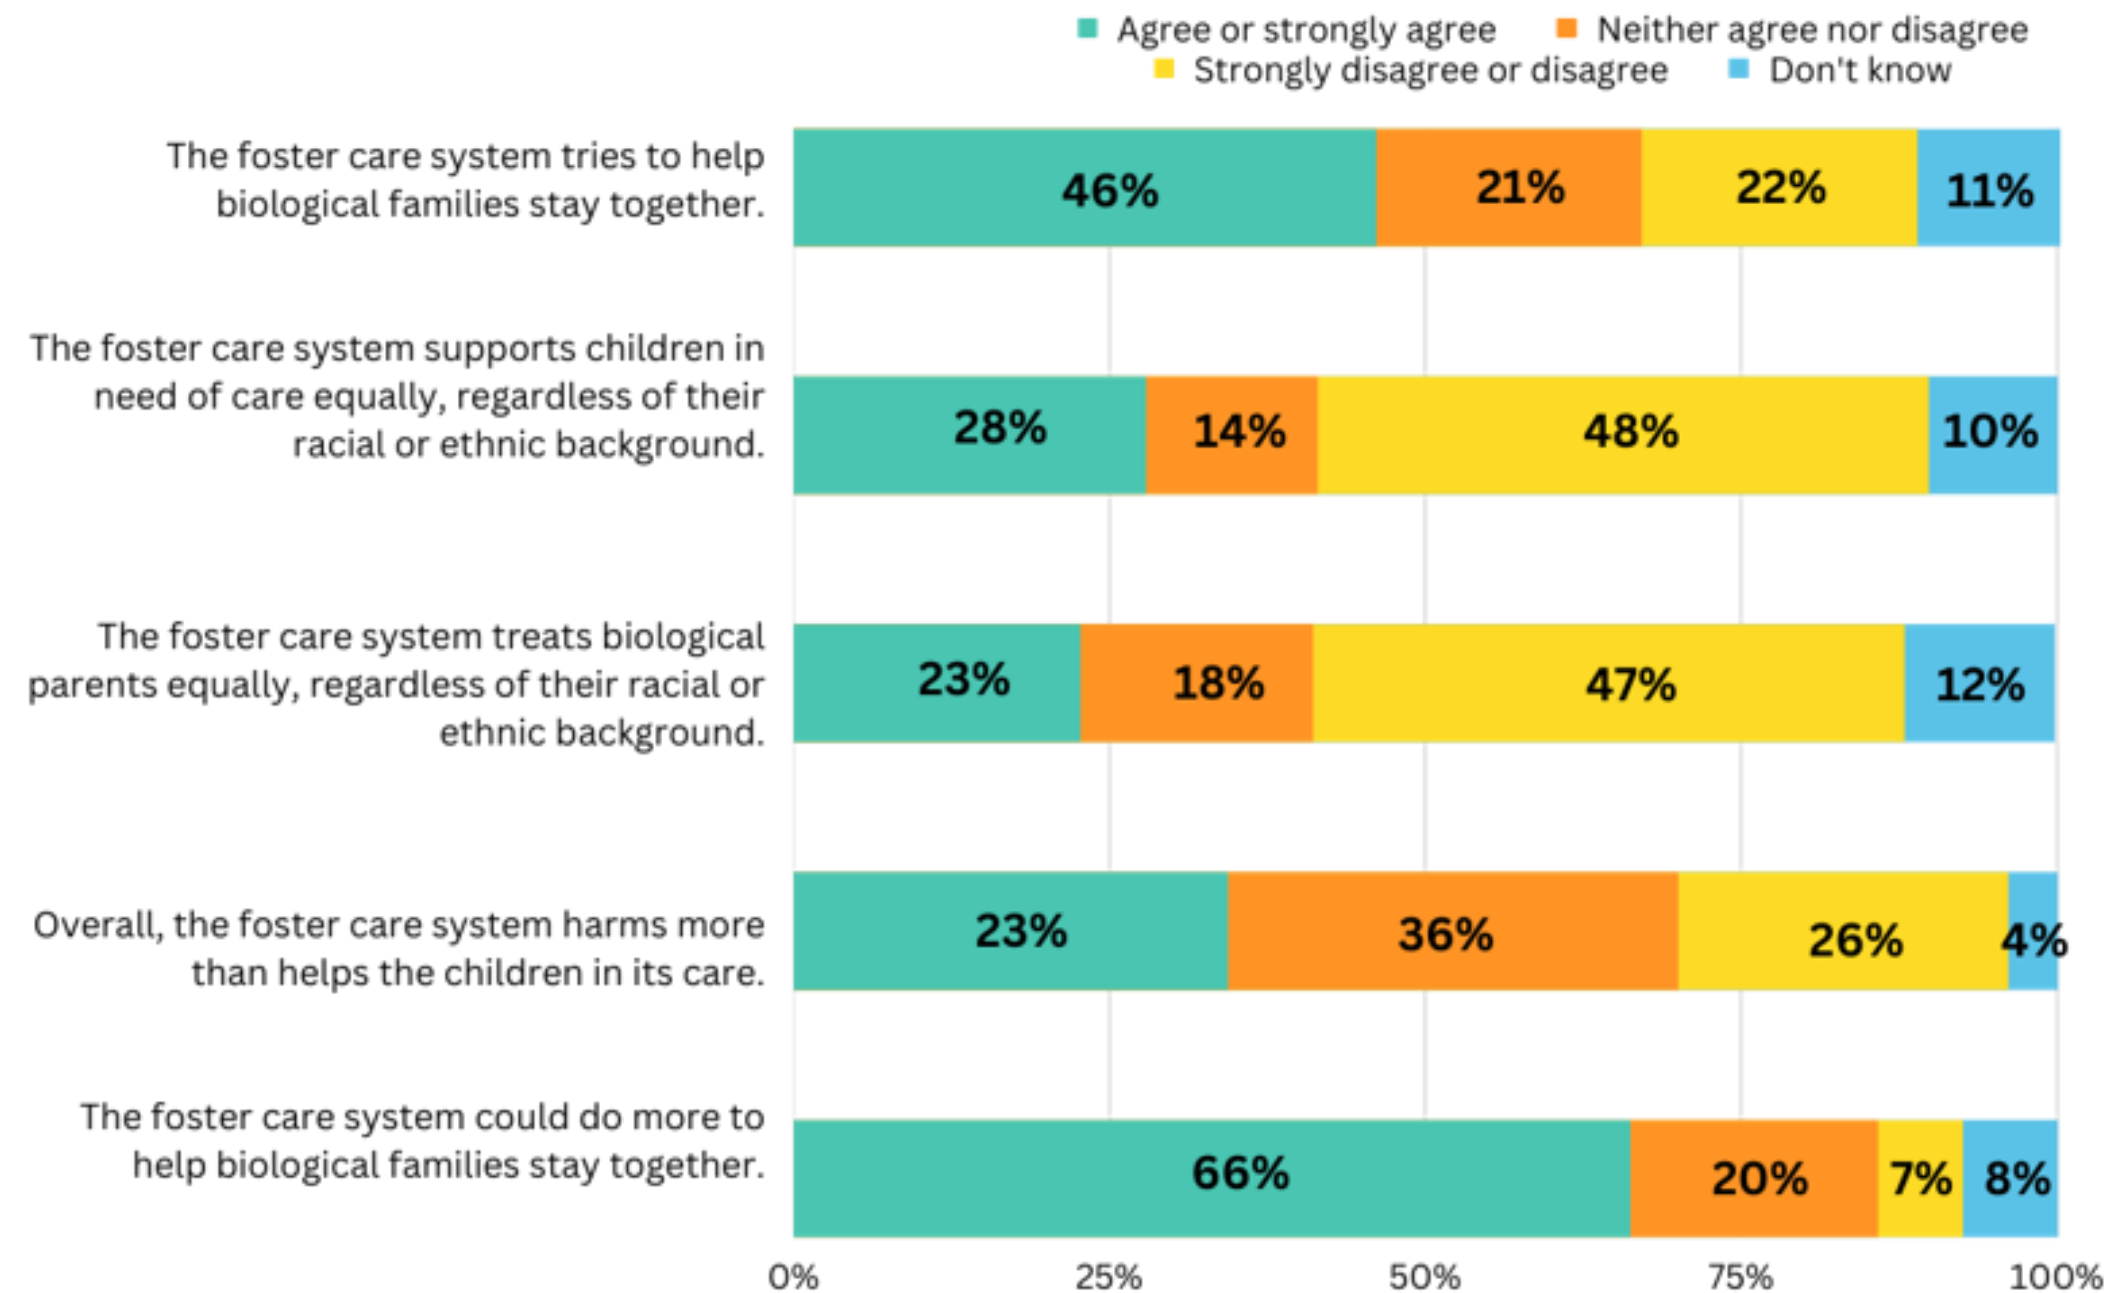 Agree or strongly agree Neither agree nor disagree
Strongly disagree or disagree Don't know
The foster care system tries to help
biological families stay together.
46% 21% 22% 11%
The foster care system supports children in
need of care equally, regardless of their
racial or ethnic background.
28% 14% 48% 10%
The foster care system treats biological
parents equally, regardless of their racial or
ethnic background.
23% 18% 47% 12%
Overall, the foster care system harms more
than helps the children in its care.
23% 36% 26% 4%
The foster care system could do more to
help biological families stay together.
66% 20% 7% 8%
0% 25% 50% 75% 100%